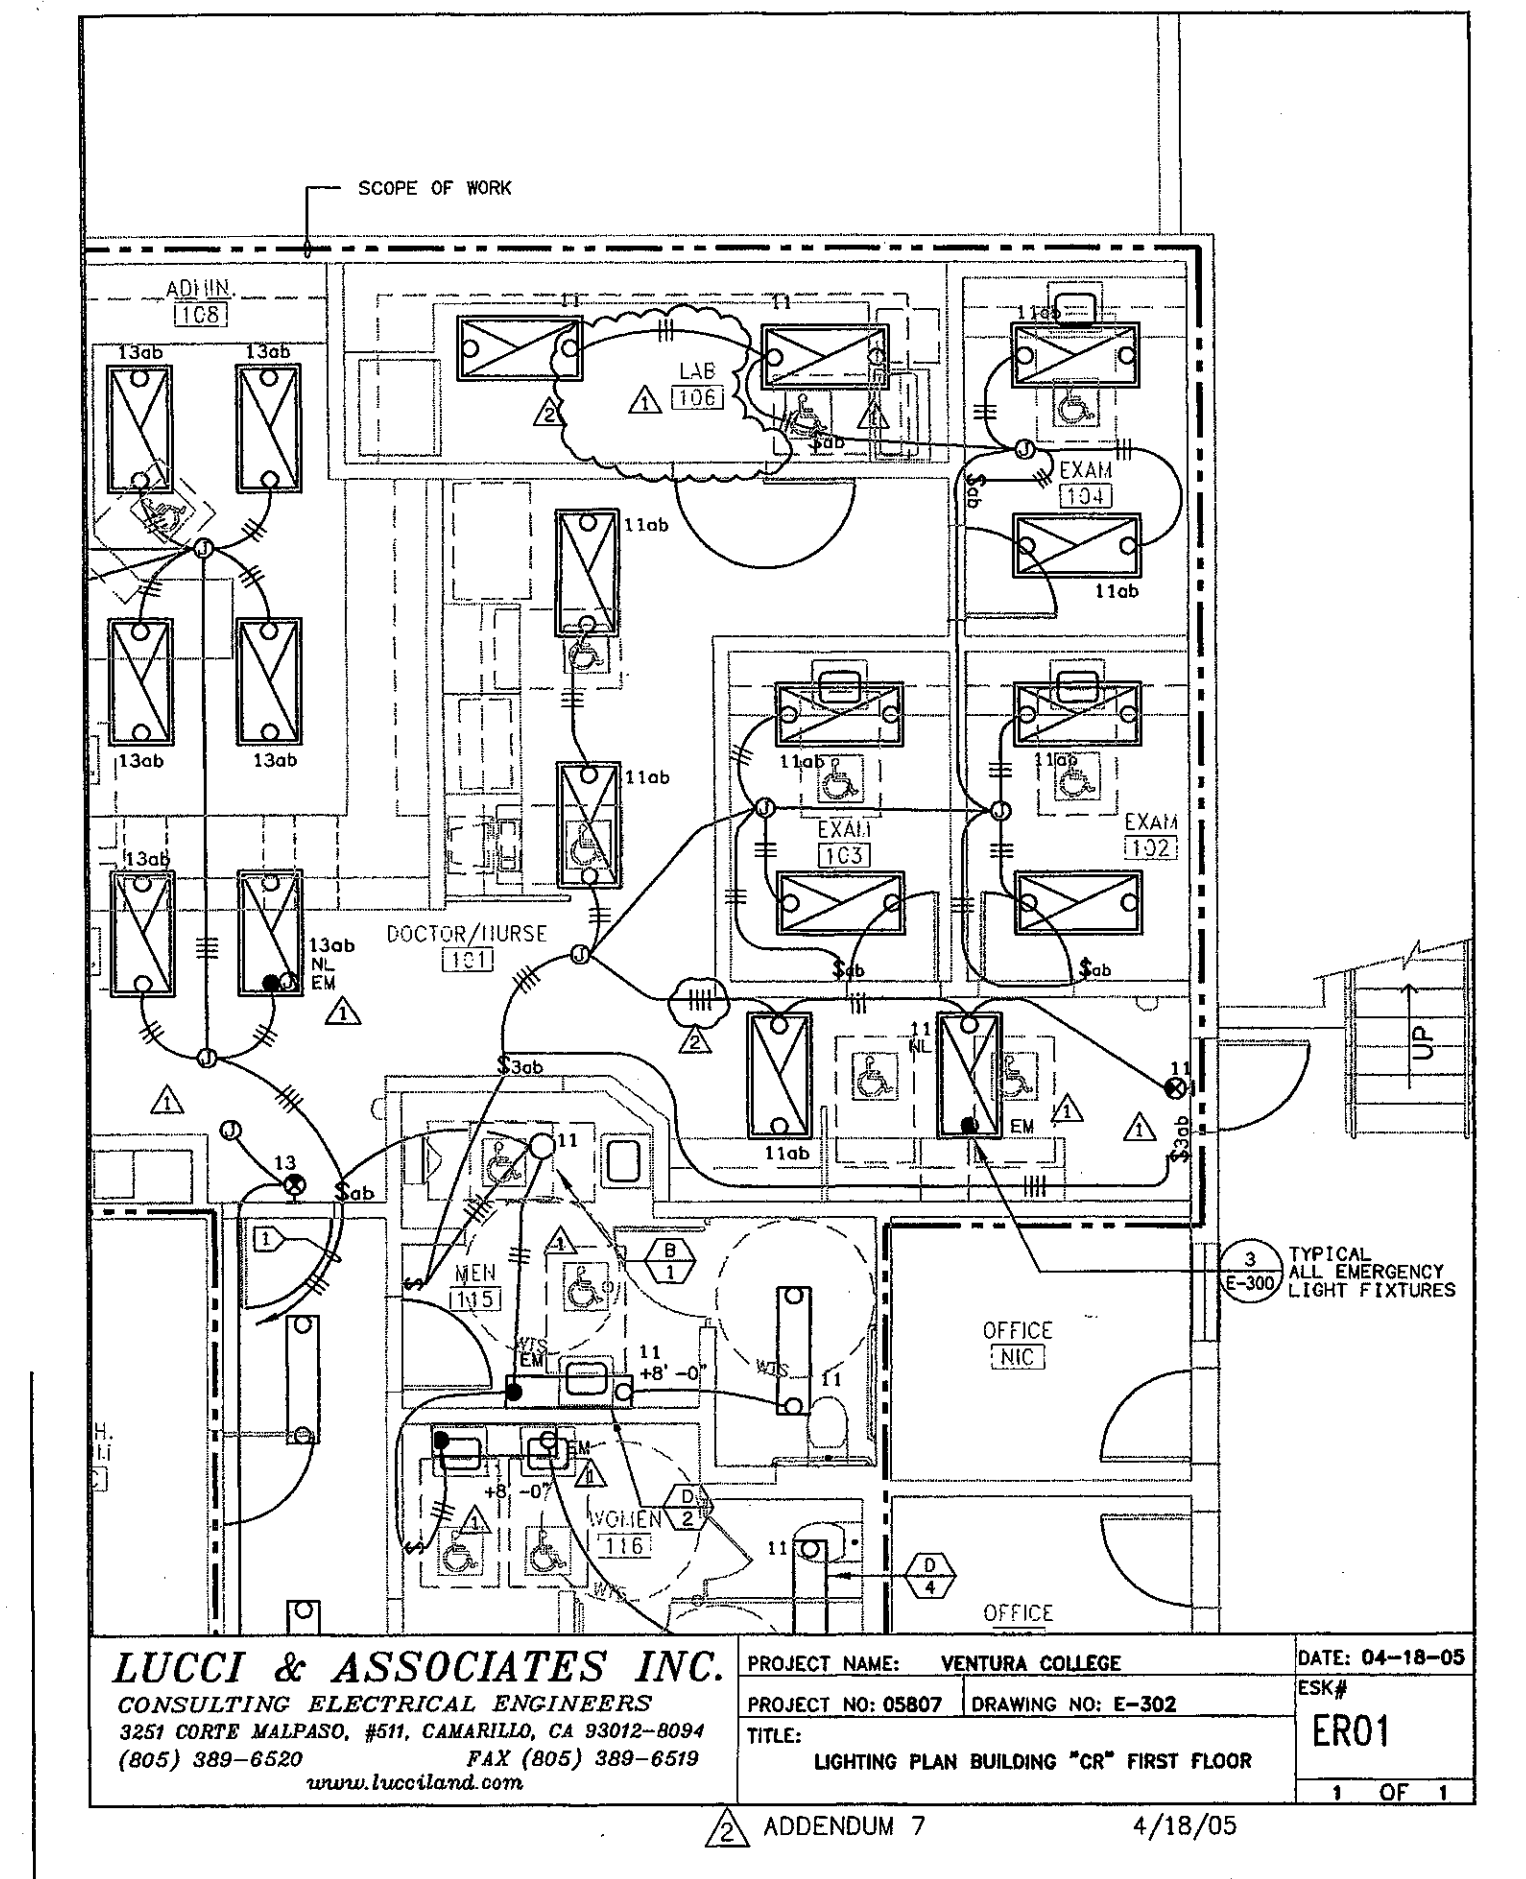 SCOPE OF WORK
ADMIN.
108
13ab
13ab
11
11
11ab
LAB
106
2
1
1
$ab
EXAM
104
$ab
11ab
11ab
13ab
13ab
11ab
11ab
11ab
EXAM
103
EXAM
102
13ab
13ab
NL
EM
1
DOCTOR/NURSE
101
$ab
$ab
2
11
NL
11
UP
$3ab
1
EM
1
1
$3ab
11ab
13
$ab
11
1
B
1
1
MEN
115
3
E-300
TYPICAL
ALL EMERGENCY
LIGHT FIXTURES
OFFICE
NIC
WTS
EM
11
+8' -0"
WTS
11
EM
+8' -0"
1
1
D
2
WOMEN
116
WTS
11
D
4
OFFICE
LUCCI & ASSOCIATES INC.
CONSULTING ELECTRICAL ENGINEERS
3251 CORTE MALPASO, #511, CAMARILLO, CA 93012-8094
(805) 389-6520 FAX (805) 389-6519
www.lucciland.com
PROJECT NAME: VENTURA COLLEGE
PROJECT NO: 05807 DRAWING NO: E-302
TITLE:
LIGHTING PLAN BUILDING "CR" FIRST FLOOR
DATE: 04-18-05
ESK#
ER01
1 OF 1
2 ADDENDUM 7 4/18/05